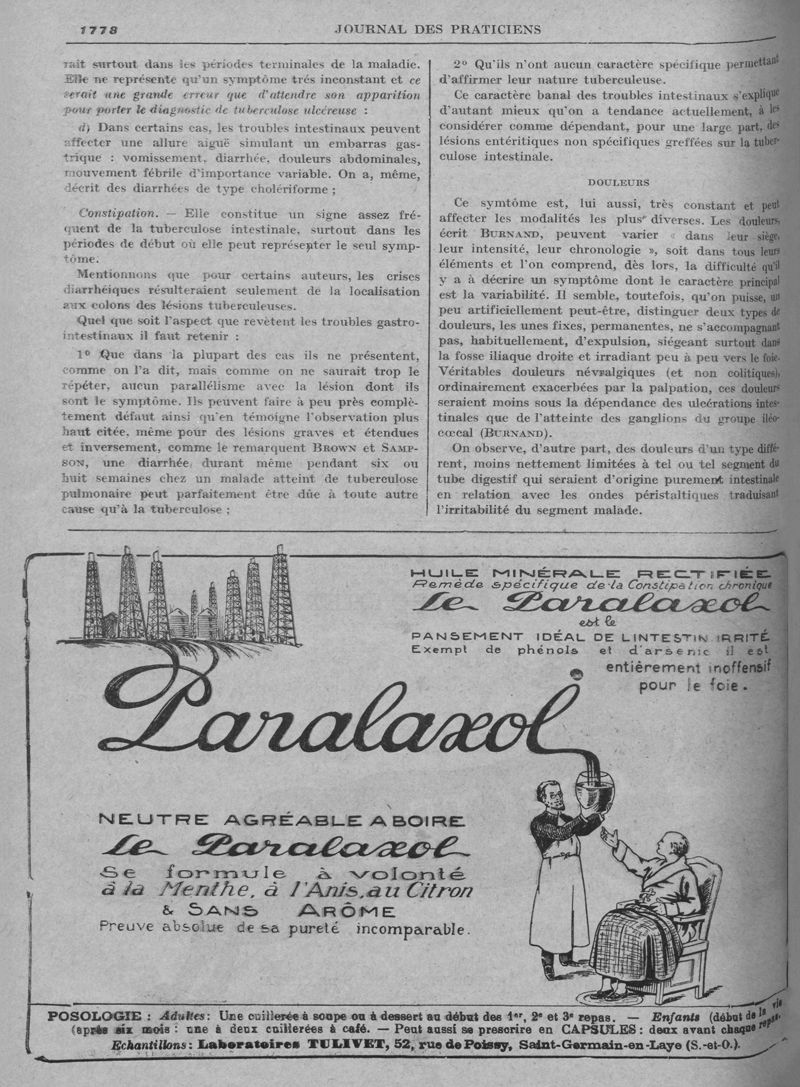 1778 JOURNAL DES PRATICIENS
rait surtout dans les périodes terminales de la maladie.
Elle ne représente qu'un symptôme trés inconstant et ce
serait une grande erreur que d'attendre son apparition
pour porter le diagnostic de tuberculose ulcéreuse :
d) Dans certains cas, les troubles intestinaux peuvent
affecter une allure aiguë simulant un embarras gas-
trique : vomissement, diarrhée, douleurs abdominales,
mouvement fébrile d'importance variable. On a, même,
décrit des diarrhées de type cholériforme ;
Constipation. — Elle constitue un signe assez fré-
quent de la tuberculose intestinale, surtout dans les
périodes de début où elle peut représenter le seul symp-
tôme.
Mentionnons que pour certains auteurs, les crises
diarrhéiques résulteraient seulement de la localisation
aux colons des lésions tuberculeuses.
Quel que soit l'aspect que revêtent les troubles gastro-
intestinaux il faut retenir :
1º Que dans la plupart des cas ils ne présentent,
comme on l'a dit, mais comme on ne saurait trop le
répéter, aucun parallélisme avec la lésion dont ils
sont le symptôme. Ils peuvent faire à peu près complè-
tement défaut ainsi qu'en témoigne l'observation plus
haut citée, même pour des lésions graves et étendues
et inversement, comme le remarquent BROWN et SAMP-
SON, une diarrhée, durant même pendant six ou
huit semaines chez un malade atteint de tuberculose
pulmonaire peut parfaitement être dûe à toute autre
cause qu'à la tuberculose ;
2º Qu'ils n'ont aucun caractère spécifique permettant
d'affirmer leur nature tuberculeuse.
Ce caractère banal des troubles intestinaux s'explique
d'autant mieux qu'on a tendance actuellement, à les
considérer comme dépendant, pour une large part, des
lésions entéritiques non spécifiques greffées sur la tuber-
culose intestinale.
DOULEURS
Ce symtôme est, lui aussi, très constant et peut
affecter les modalités les plus diverses. Les douleurs,
écrit BURNAND, peuvent varier « dans leur siège,
leur intensité, leur chronologie », soit dans tous leurs
éléments et l'on comprend, dès lors, la difficulté qu'il
y a à décrire un symptôme dont le caractère principal
est la variabilité. Il semble, toutefois, qu'on puisse, un
peu artificiellement peut-être, distinguer deux types de
douleurs, les unes fixes, permanentes, ne s'accompagnant
pas, habituellement, d'expulsion, siégeant surtout dans
la fosse iliaque droite et irradiant peu à peu vers le foie.
Véritables douleurs névralgiques (et non colitiques),
ordinairement exacerbées par la palpation, ces douleurs
seraient moins sous la dépendance des ulcérations intes-
tinales que de l'atteinte des ganglions du groupe iléo-
cœcal (BURNAND).
On observe, d'autre part, des douleurs d'un type diffé-
rent, moins nettement limitées à tel ou tel segment du
tube digestif qui seraient d'origine purement intestinale
en relation avec les ondes péristaltiques traduisant
l'irritabilité du segment malade.
HUILE MINÉRALE RECTIFIÉE
Remède spécifique de la Constipation chronique
Le Paralaxol
est le
PANSEMENT IDÉAL DE L'INTESTIN IRRITÉ
Exempt de phénols et d'arsenic il est
entièrement inoffensif
pour le foie.
Paralaxol
NEUTRE AGRÉABLE A BOIRE
Le Paralaxol
Se formule à volonté
à la Menthe, à l'Anis, au Citron
& SANS ARÔME
Preuve absolue de sa pureté incomparable.
POSOLOGIE : Adultes : Une cuillerée à soupe ou à dessert au début des 1er, 2e et 3e repas. — Enfants (début de la vie
(après six mois : une à deux cuillerées à café. — Peut aussi se prescrire en CAPSULES : deux avant chaque repas.
Echantillons : Laboratoires TULIVET, 52, rue de Poissy, Saint-Germain-en-Laye (S.-et-O.).